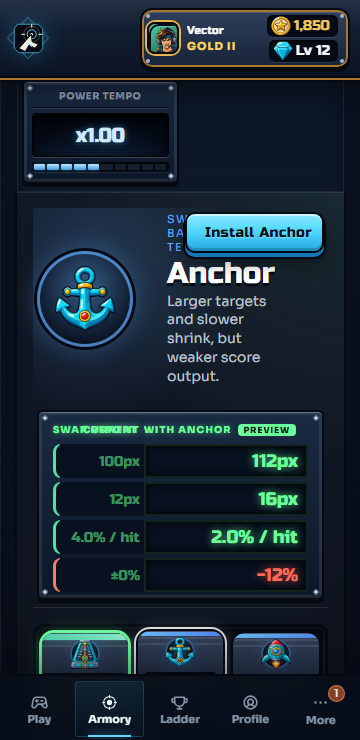 Vector
GOLD II
1,850
Lv 12
POWER TEMPO
x1.00
Install Anchor
Anchor
Larger targets
and slower
shrink, but
weaker score
output.
WITH ANCHOR PREVIEW
100px 112px
12px 16px
4.0% / hit 2.0% / hit
±0% -12%
Play
Armory
Ladder
Profile
1
More